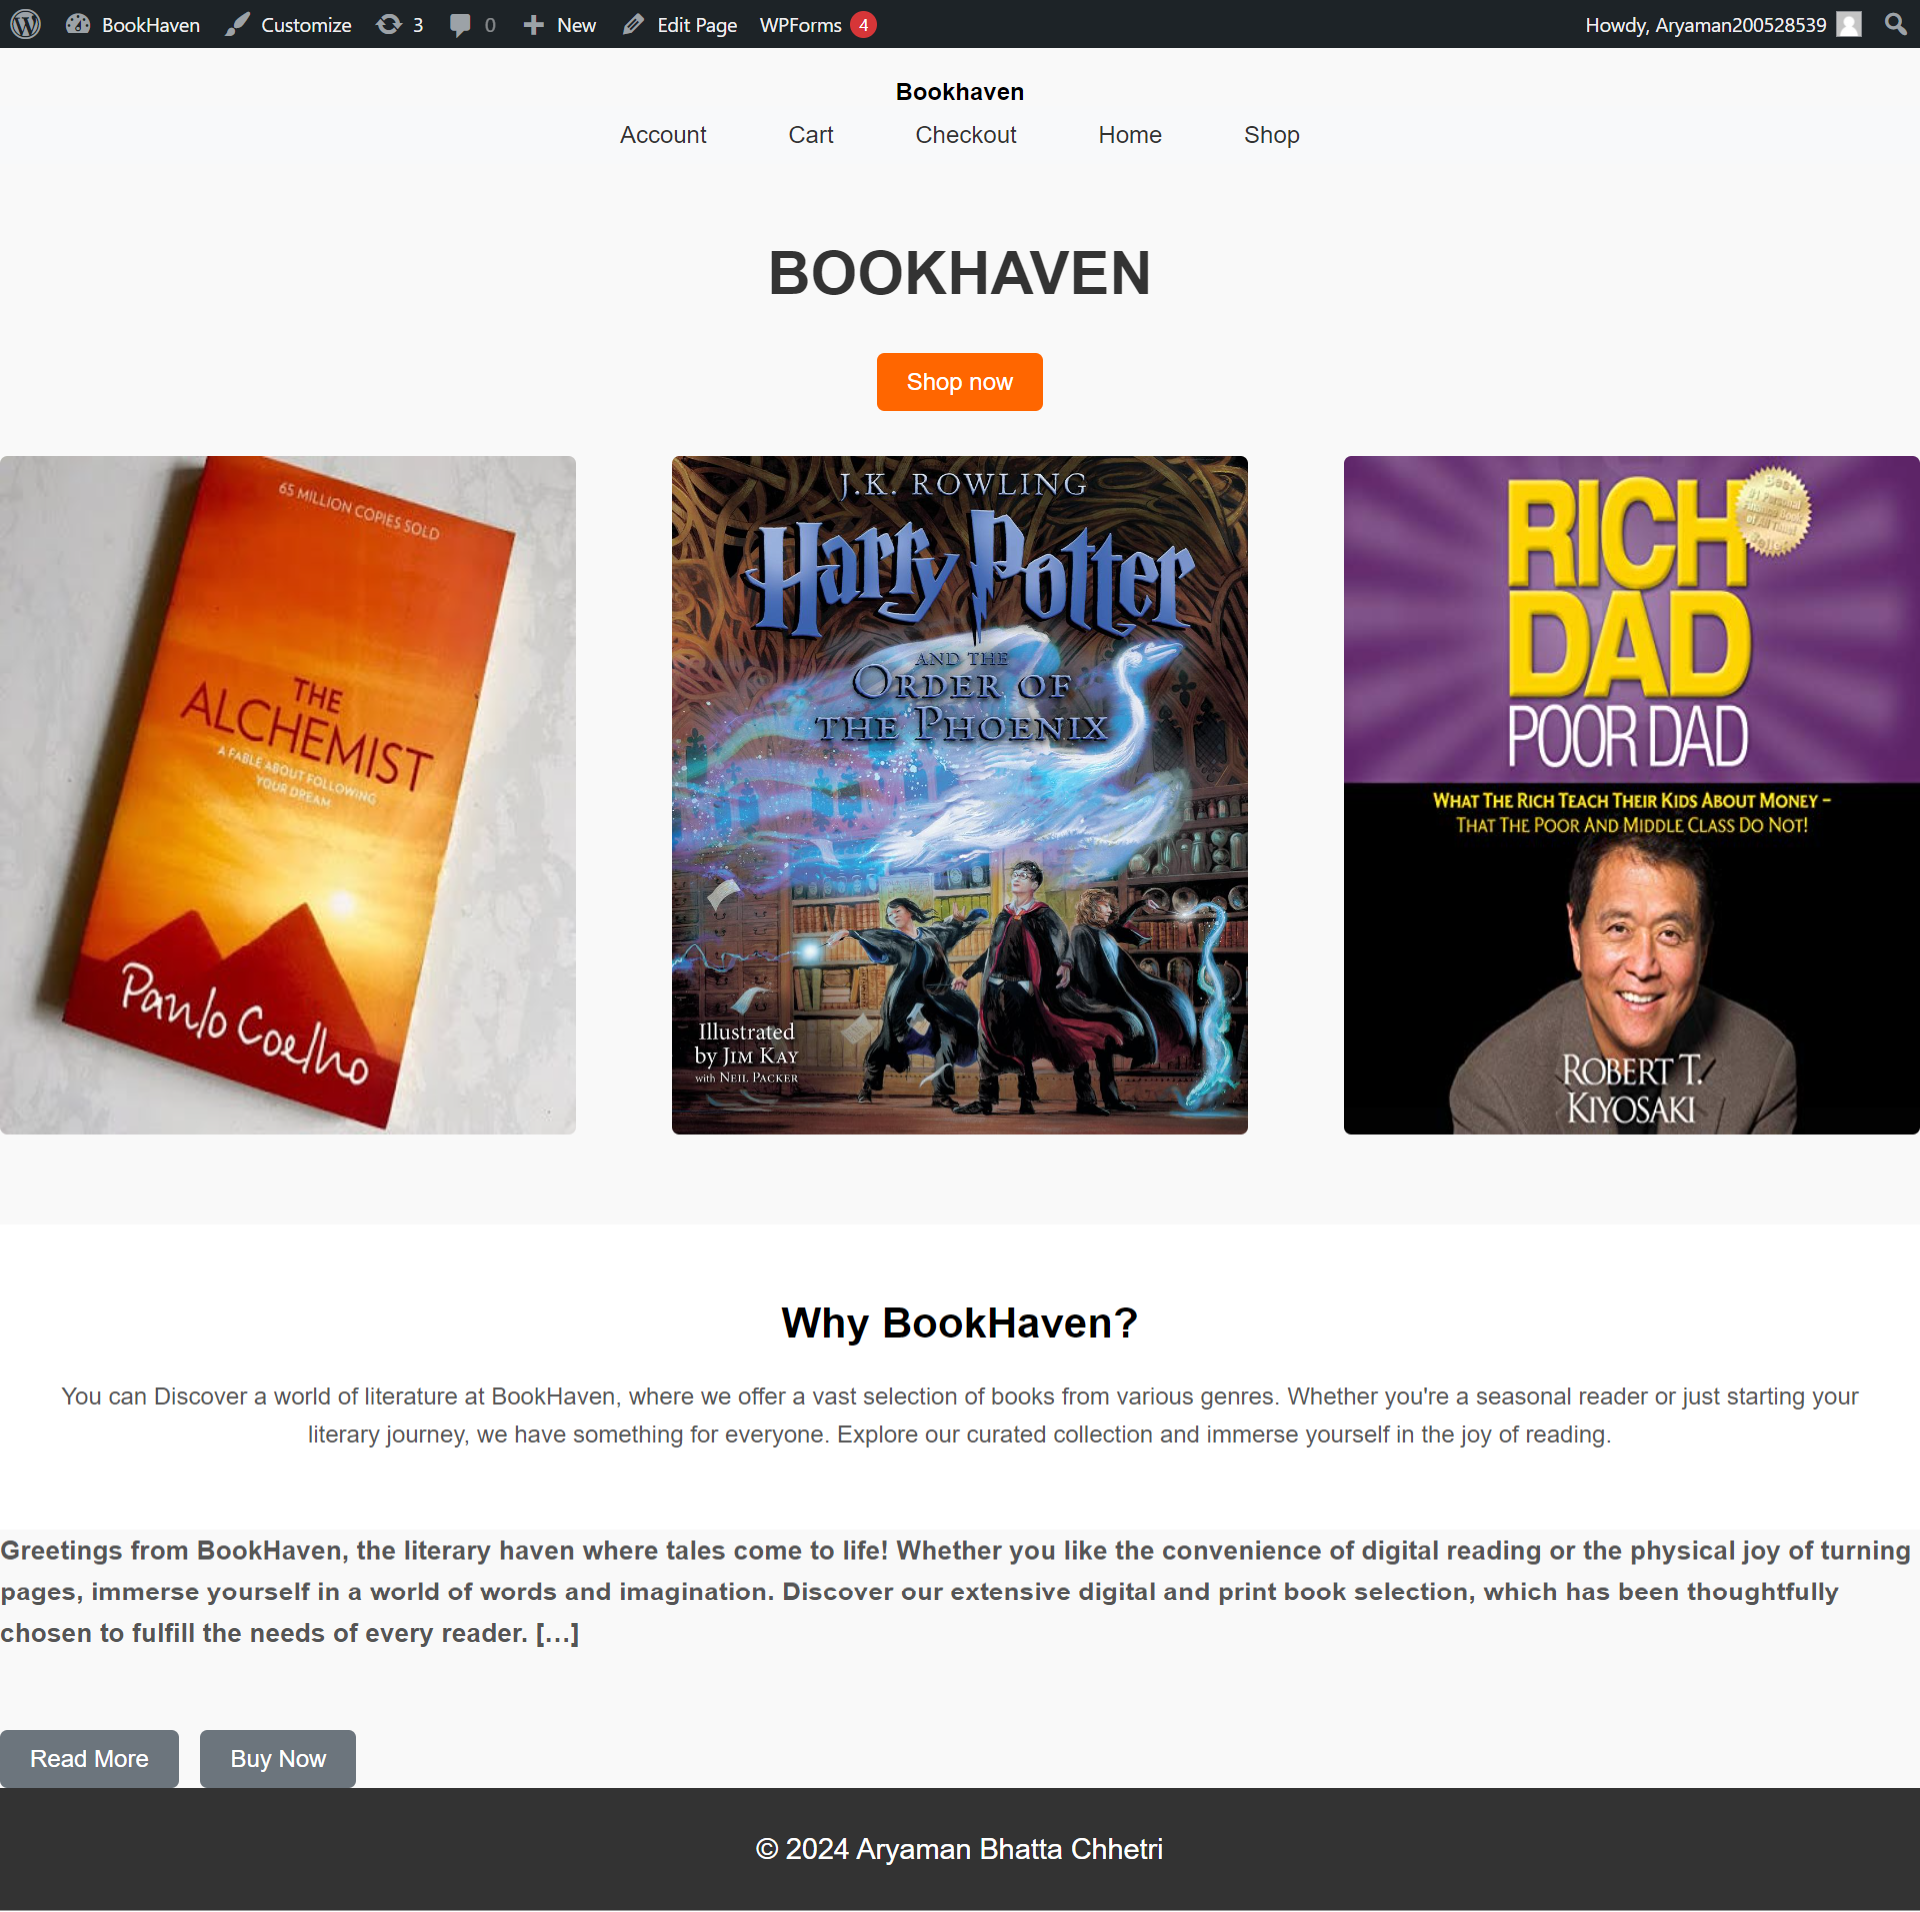 BookHaven Customize 3 0 New Edit Page WPForms 4 Howdy, Aryaman200528539
Bookhaven
Account Cart Checkout Home Shop
BOOKHAVEN
Shop now
65 MILLION COPIES SOLD
THE
ALCHEMIST
A FABLE ABOUT FOLLOWING
YOUR DREAM
Paulo Coelho
J.K. ROWLING
Harry Potter
AND THE
ORDER OF
THE PHOENIX
Illustrated
by JIM KAY
with NEIL PACKER
RICH
DAD
POOR DAD
WHAT THE RICH TEACH THEIR KIDS ABOUT MONEY –
THAT THE POOR AND MIDDLE CLASS DO NOT!
ROBERT T.
KIYOSAKI
Why BookHaven?
You can Discover a world of literature at BookHaven, where we offer a vast selection of books from various genres. Whether you're a seasonal reader or just starting your
literary journey, we have something for everyone. Explore our curated collection and immerse yourself in the joy of reading.
Greetings from BookHaven, the literary haven where tales come to life! Whether you like the convenience of digital reading or the physical joy of turning
pages, immerse yourself in a world of words and imagination. Discover our extensive digital and print book selection, which has been thoughtfully
chosen to fulfill the needs of every reader. […]
Read More Buy Now
© 2024 Aryaman Bhatta Chhetri